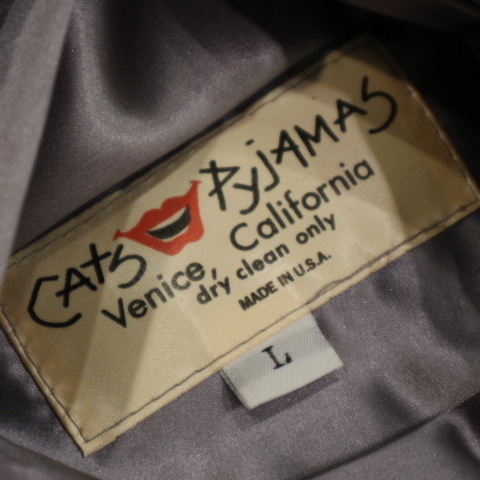 CATS PyjAMAS
Venice, California
dry clean only
MADE IN U.S.A.
L